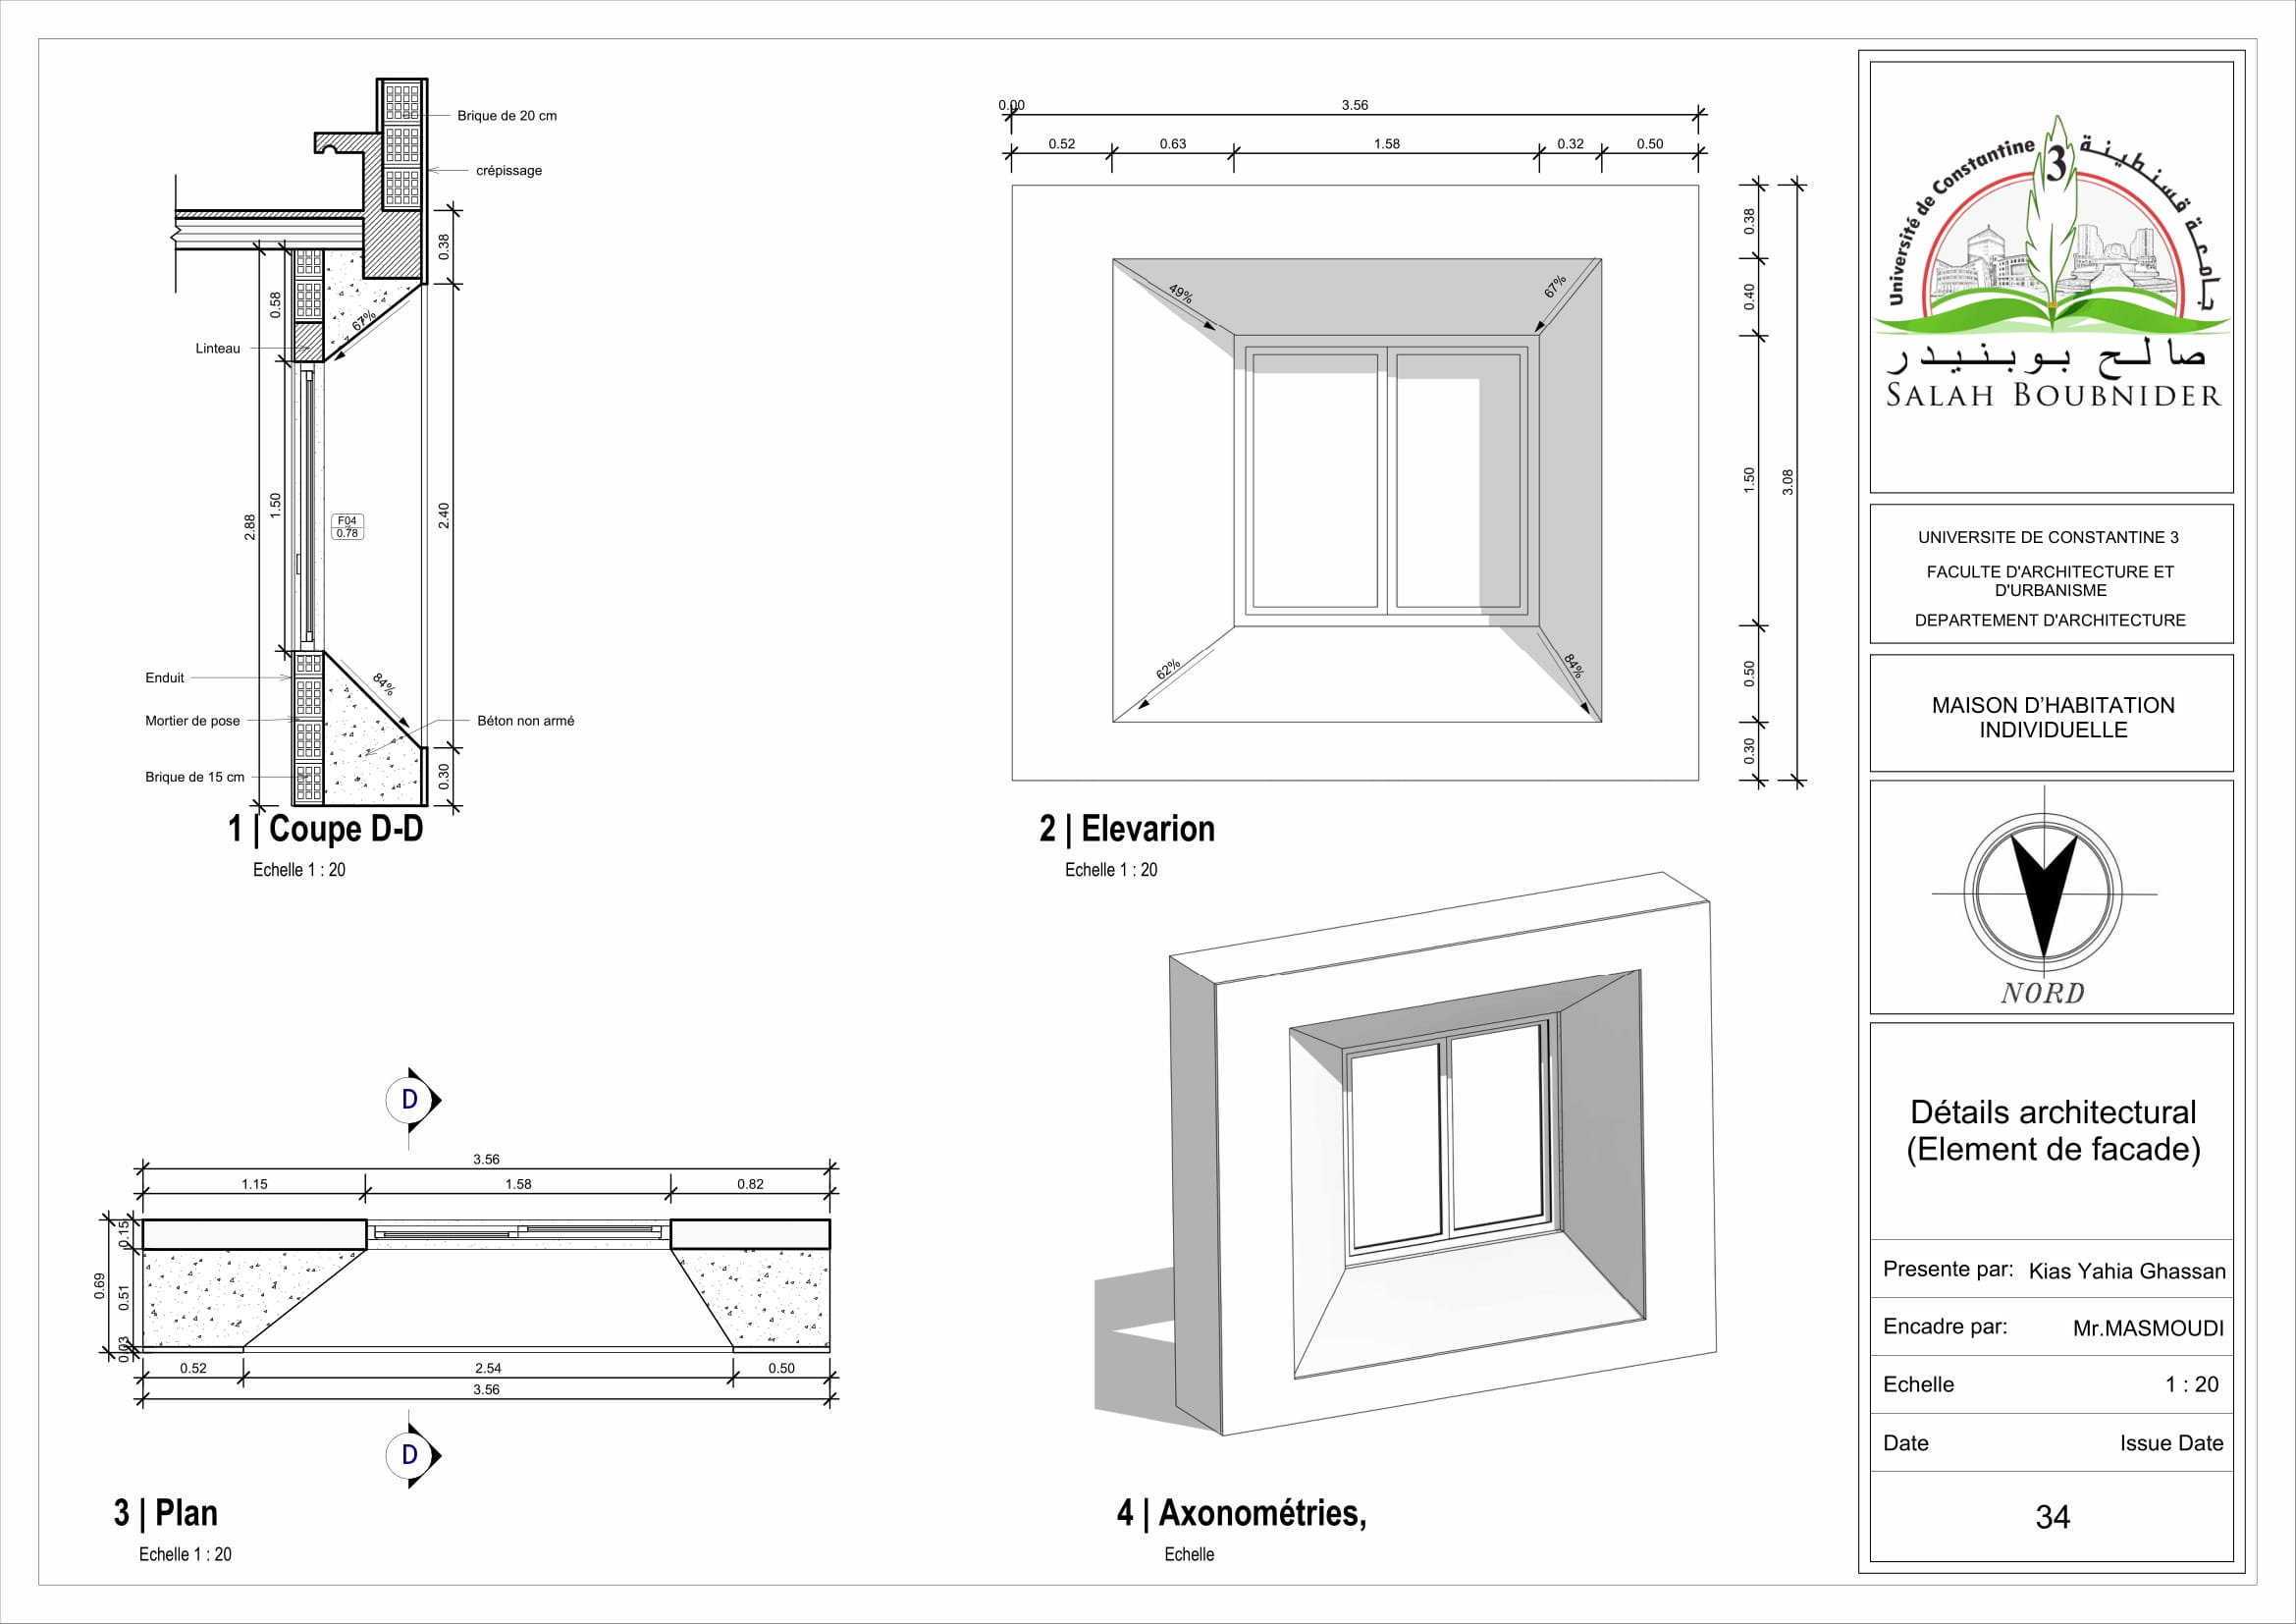 Brique de 20 cm
crépissage
0.38
0.58
67%
Linteau
1.50
2.88
F04
0.78
2.40
Enduit
84%
Mortier de pose
Béton non armé
Brique de 15 cm
0.30
1 | Coupe D-D
Echelle 1 : 20
0.00
3.56
0.52
0.63
1.58
0.32
0.50
49%
67%
62%
84%
0.38
0.40
1.50
0.50
0.30
3.08
2 | Elevarion
Echelle 1 : 20
D
3.56
1.15
1.58
0.82
0.15
0.51
0.03
0.69
0.52
2.54
0.50
3.56
D
3 | Plan
Echelle 1 : 20
4 | Axonométries,
Echelle
Université de Constantine 3 جامعة قسنطينة
صالح بوبنيدر
SALAH BOUBNIDER
UNIVERSITE DE CONSTANTINE 3
FACULTE D'ARCHITECTURE ET
D'URBANISME
DEPARTEMENT D'ARCHITECTURE
MAISON D'HABITATION
INDIVIDUELLE
NORD
Détails architectural
(Element de facade)
Presente par: Kias Yahia Ghassan
Encadre par: Mr.MASMOUDI
Echelle 1 : 20
Date Issue Date
34